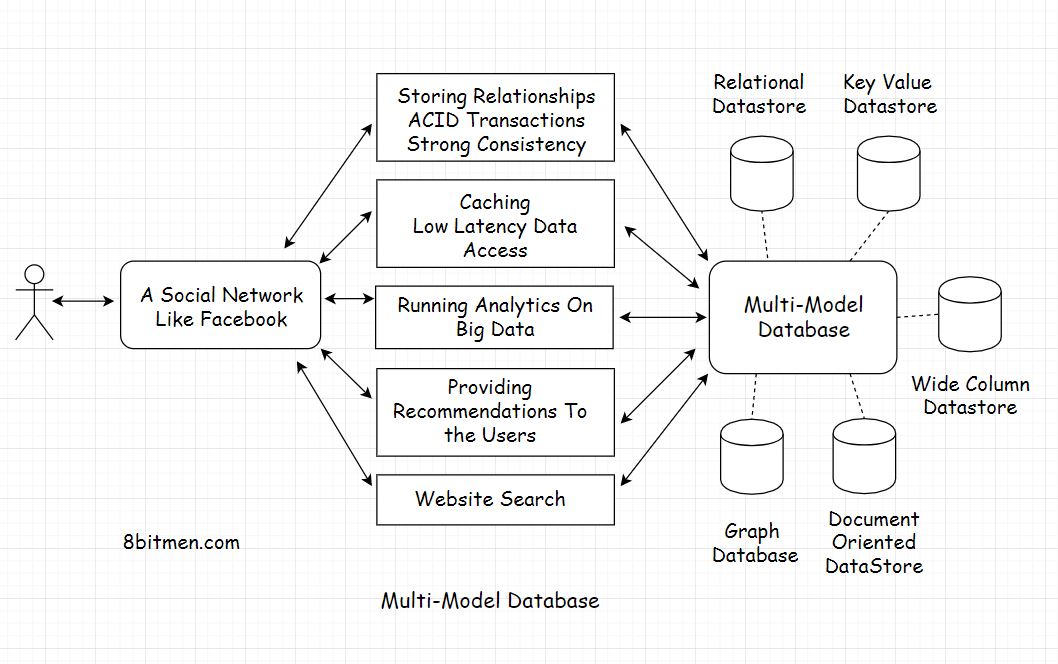 Storing Relationships
ACID Transactions
Strong Consistency
Caching
Low Latency Data
Access
A Social Network
Like Facebook
Running Analytics On
Big Data
Providing
Recommendations To
the Users
Website Search
Relational
Datastore
Key Value
Datastore
Multi-Model
Database
Wide Column
Datastore
Graph
Database
Document
Oriented
DataStore
8bitmen.com
Multi-Model Database